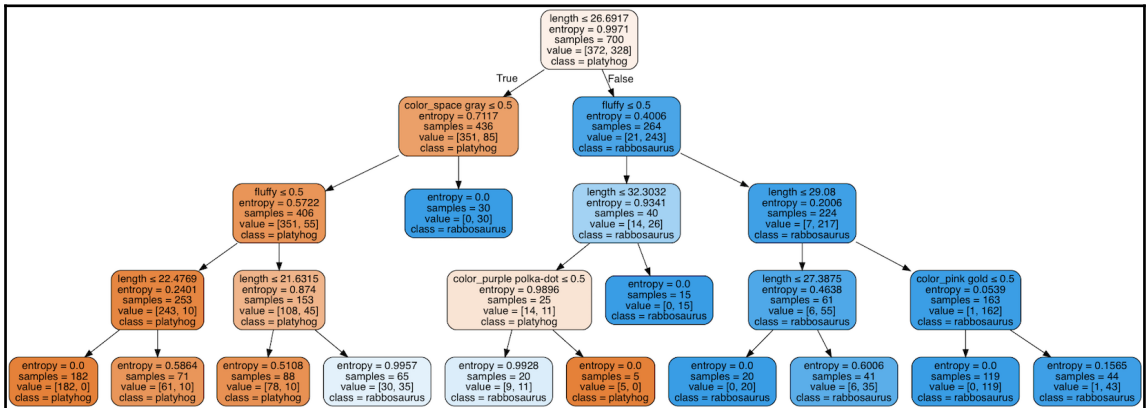 length ≤ 26.6917
entropy = 0.9971
samples = 700
value = [372, 328]
class = platyhog
True
False
color_space gray ≤ 0.5
entropy = 0.7117
samples = 436
value = [351, 85]
class = platyhog
fluffy ≤ 0.5
entropy = 0.4006
samples = 264
value = [21, 243]
class = rabbosaurus
fluffy ≤ 0.5
entropy = 0.5722
samples = 406
value = [351, 55]
class = platyhog
entropy = 0.0
samples = 30
value = [0, 30]
class = rabbosaurus
length ≤ 32.3032
entropy = 0.9341
samples = 40
value = [14, 26]
class = rabbosaurus
length ≤ 29.08
entropy = 0.2006
samples = 224
value = [7, 217]
class = rabbosaurus
length ≤ 22.4769
entropy = 0.2401
samples = 253
value = [243, 10]
class = platyhog
length ≤ 21.6315
entropy = 0.874
samples = 153
value = [108, 45]
class = platyhog
color_purple polka-dot ≤ 0.5
entropy = 0.9896
samples = 25
value = [14, 11]
class = platyhog
entropy = 0.0
samples = 15
value = [0, 15]
class = rabbosaurus
length ≤ 27.3875
entropy = 0.4638
samples = 61
value = [6, 55]
class = rabbosaurus
color_pink gold ≤ 0.5
entropy = 0.0539
samples = 163
value = [1, 162]
class = rabbosaurus
entropy = 0.0
samples = 182
value = [182, 0]
class = platyhog
entropy = 0.5864
samples = 71
value = [61, 10]
class = platyhog
entropy = 0.5108
samples = 88
value = [78, 10]
class = platyhog
entropy = 0.9957
samples = 65
value = [30, 35]
class = rabbosaurus
entropy = 0.9928
samples = 20
value = [9, 11]
class = rabbosaurus
entropy = 0.0
samples = 5
value = [5, 0]
class = platyhog
entropy = 0.0
samples = 20
value = [0, 20]
class = rabbosaurus
entropy = 0.6006
samples = 41
value = [6, 35]
class = rabbosaurus
entropy = 0.0
samples = 119
value = [0, 119]
class = rabbosaurus
entropy = 0.1565
samples = 44
value = [1, 43]
class = rabbosaurus